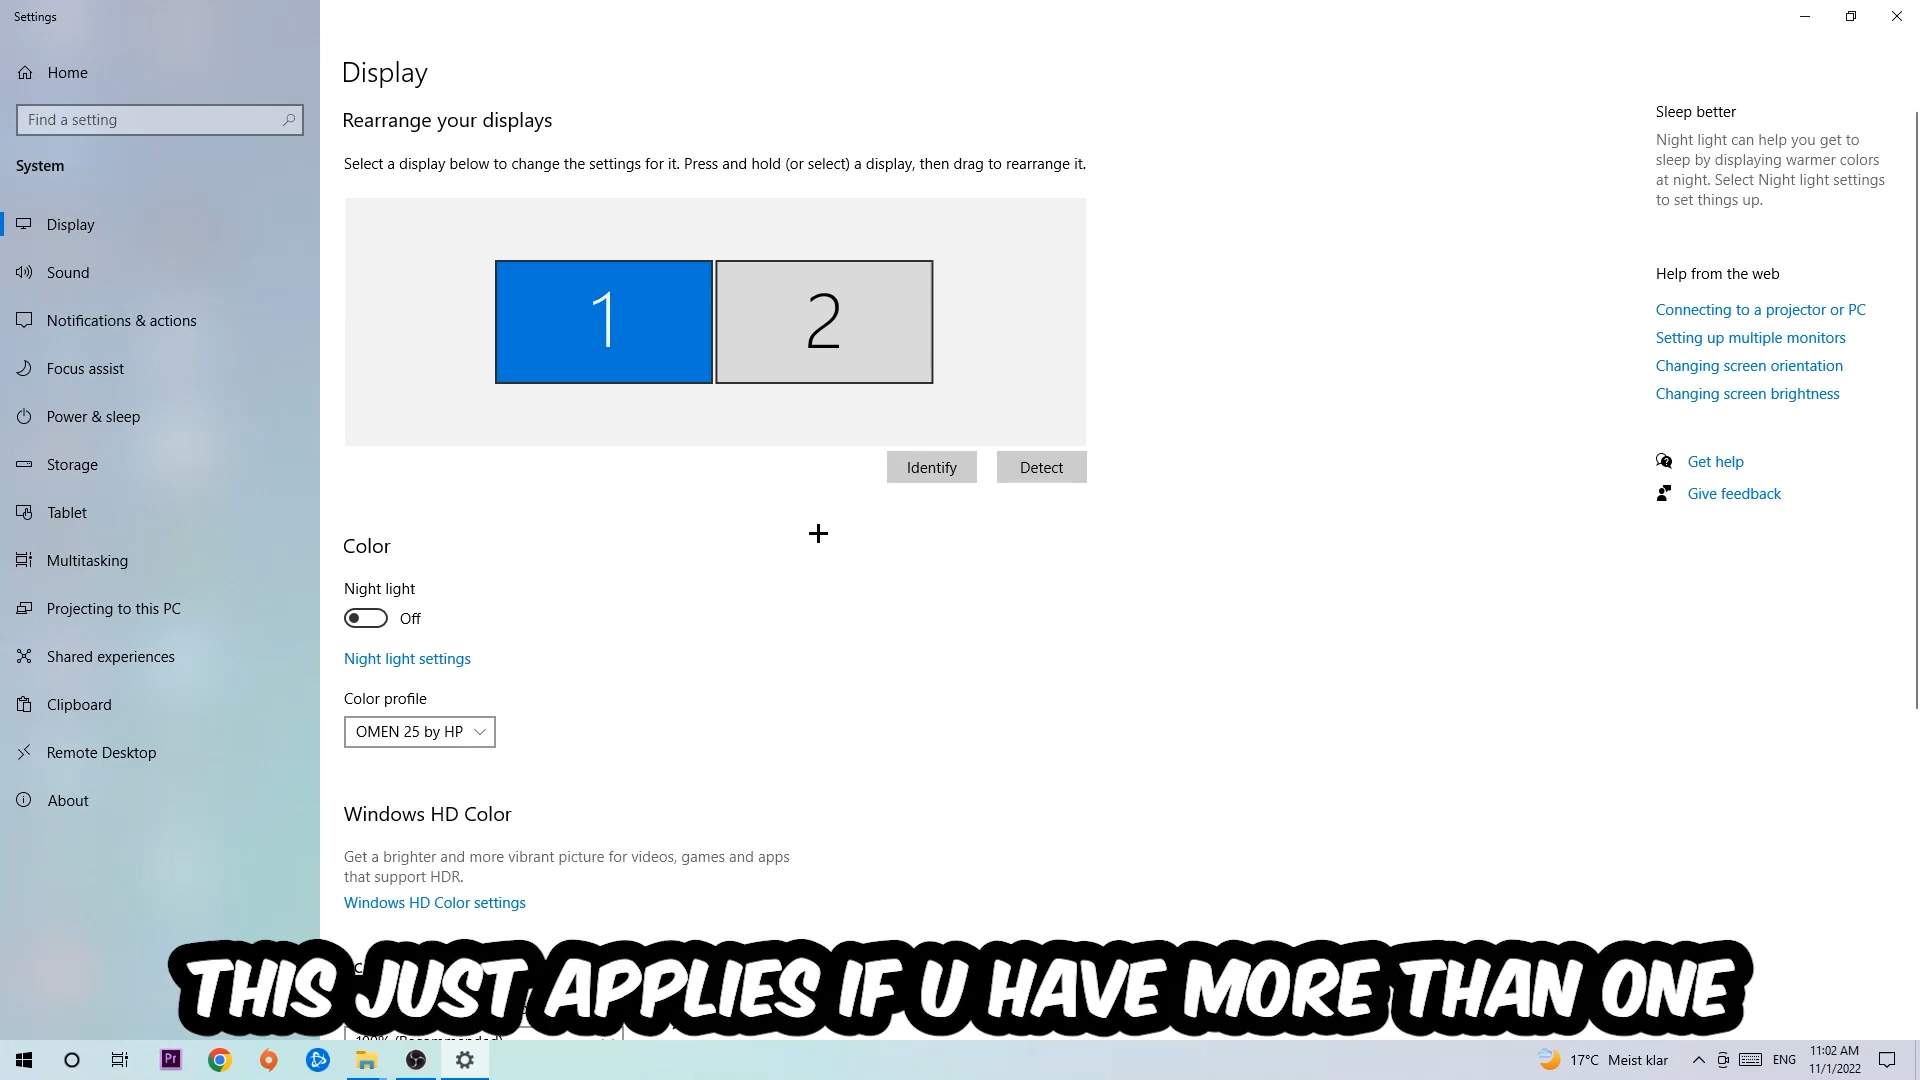 Settings
Home
Find a setting
System
Display
Sound
Notifications & actions
Focus assist
Power & sleep
Storage
Tablet
Multitasking
Projecting to this PC
Shared experiences
Clipboard
Remote Desktop
About
Display
Rearrange your displays
Select a display below to change the settings for it. Press and hold (or select) a display, then drag to rearrange it.
1
2
Identify
Detect
Color
Night light
Off
Night light settings
Color profile
OMEN 25 by HP
Windows HD Color
Get a brighter and more vibrant picture for videos, games and apps
that support HDR.
Windows HD Color settings
Sleep better
Night light can help you get to
sleep by displaying warmer colors
at night. Select Night light settings
to set things up.
Help from the web
Connecting to a projector or PC
Setting up multiple monitors
Changing screen orientation
Changing screen brightness
Get help
Give feedback
THIS JUST APPLIES IF U HAVE MORE THAN ONE
100% (Recommended)
Pr
17°C Meist klar
ENG
11:02 AM
11/1/2022